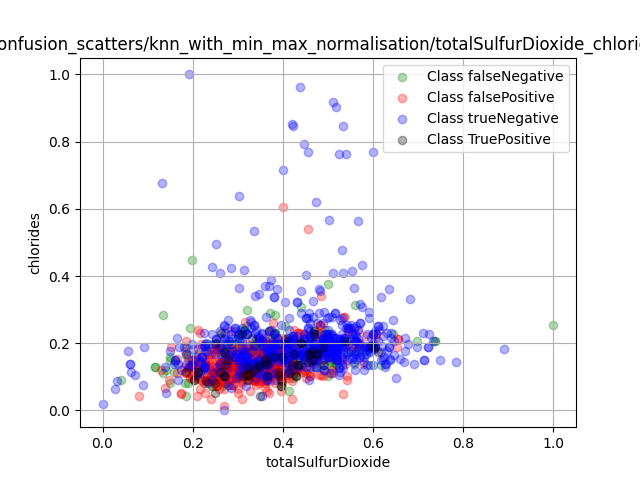 onfusion_scatters/knn_with_min_max_normalisation/totalSulfurDioxide_chlori
Class falseNegative
Class falsePositive
Class trueNegative
Class TruePositive
1.0
0.8
0.6
0.4
0.2
0.0
chlorides
0.0 0.2 0.4 0.6 0.8 1.0
totalSulfurDioxide